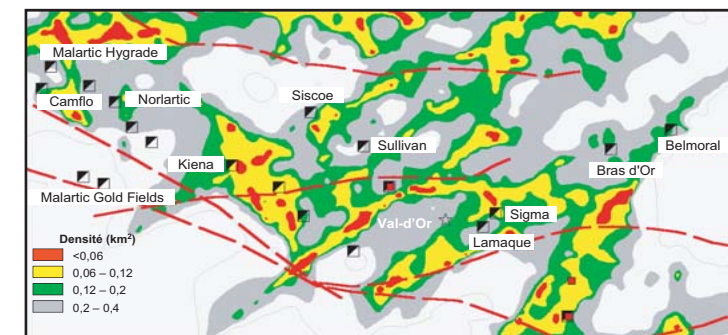 Malartic Hygrade
Camflo
Norlartic
Siscoe
Sullivan
Belmoral
Bras d'Or
Kiena
Malartic Gold Fields
Val-d'Or
Sigma
Lamaque
Densité (km²)
<0,06
0,06 – 0,12
0,12 – 0,2
0,2 – 0,4